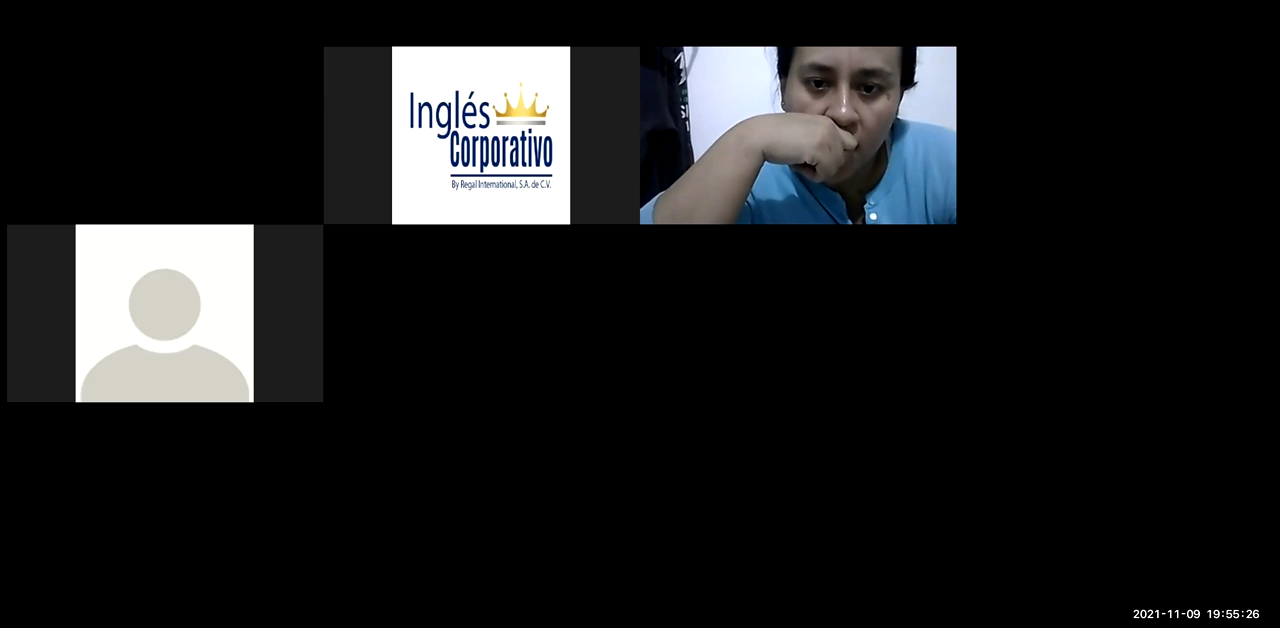 Inglés
Corporativo
By Regal International, S.A. de C.V.
2021-11-09 19:55:26